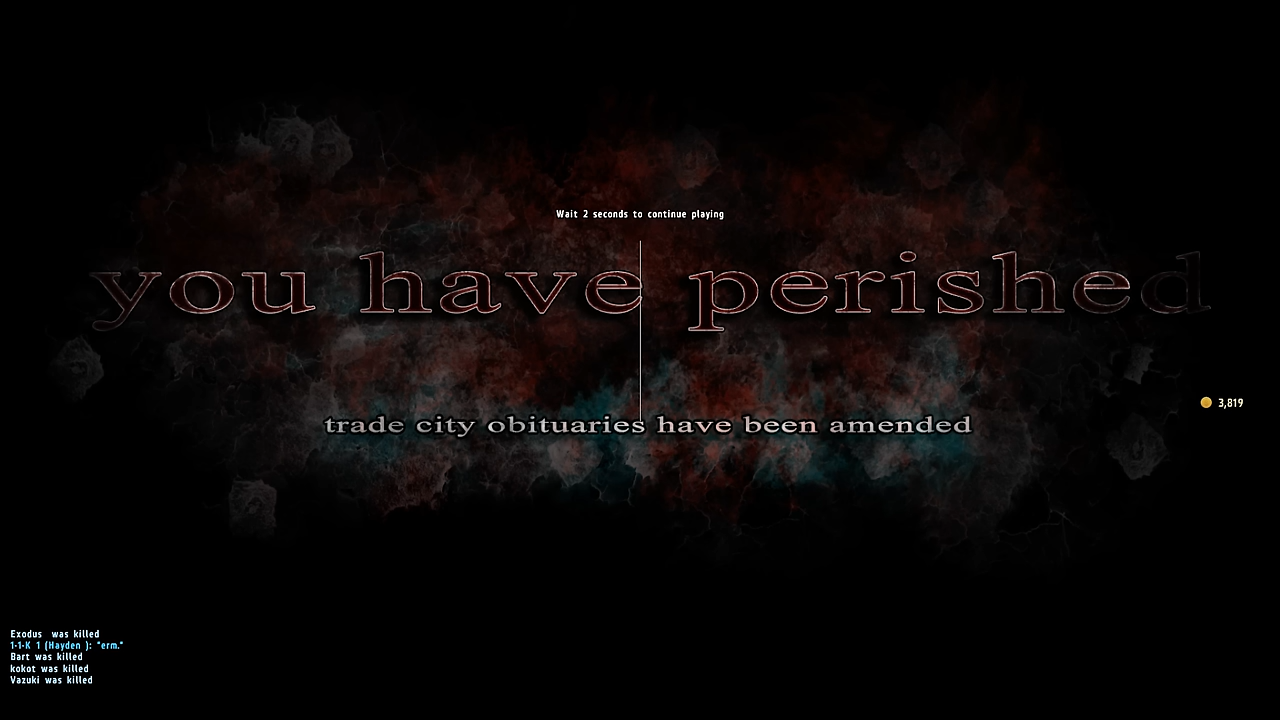 Wait 2 seconds to continue playing
you have perished
3,819
trade city obituaries have been amended
Exodus  was killed
1-1-K 1 (Hayden ): "erm."
Bart was killed
kokot was killed
Vazuki was killed